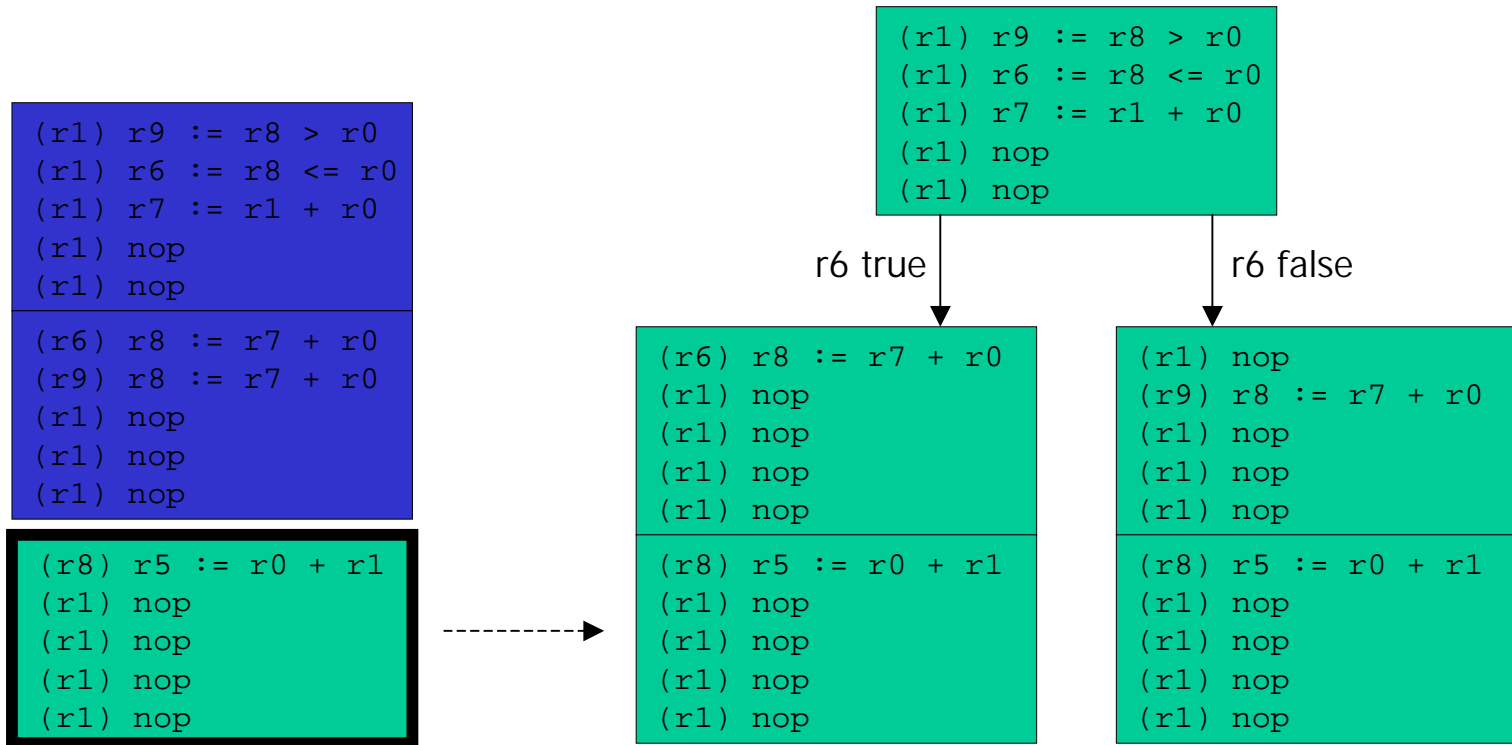 (r1) r9 := r8 > r0
(r1) r6 := r8 <= r0
(r1) r7 := r1 + r0
(r1) nop
(r1) nop
(r6) r8 := r7 + r0
(r9) r8 := r7 + r0
(r1) nop
(r1) nop
(r1) nop
(r8) r5 := r0 + r1
(r1) nop
(r1) nop
(r1) nop
(r1) nop
(r1) r9 := r8 > r0
(r1) r6 := r8 <= r0
(r1) r7 := r1 + r0
(r1) nop
(r1) nop
r6 true
r6 false
(r6) r8 := r7 + r0
(r1) nop
(r1) nop
(r1) nop
(r1) nop
(r8) r5 := r0 + r1
(r1) nop
(r1) nop
(r1) nop
(r1) nop
(r1) nop
(r9) r8 := r7 + r0
(r1) nop
(r1) nop
(r1) nop
(r8) r5 := r0 + r1
(r1) nop
(r1) nop
(r1) nop
(r1) nop